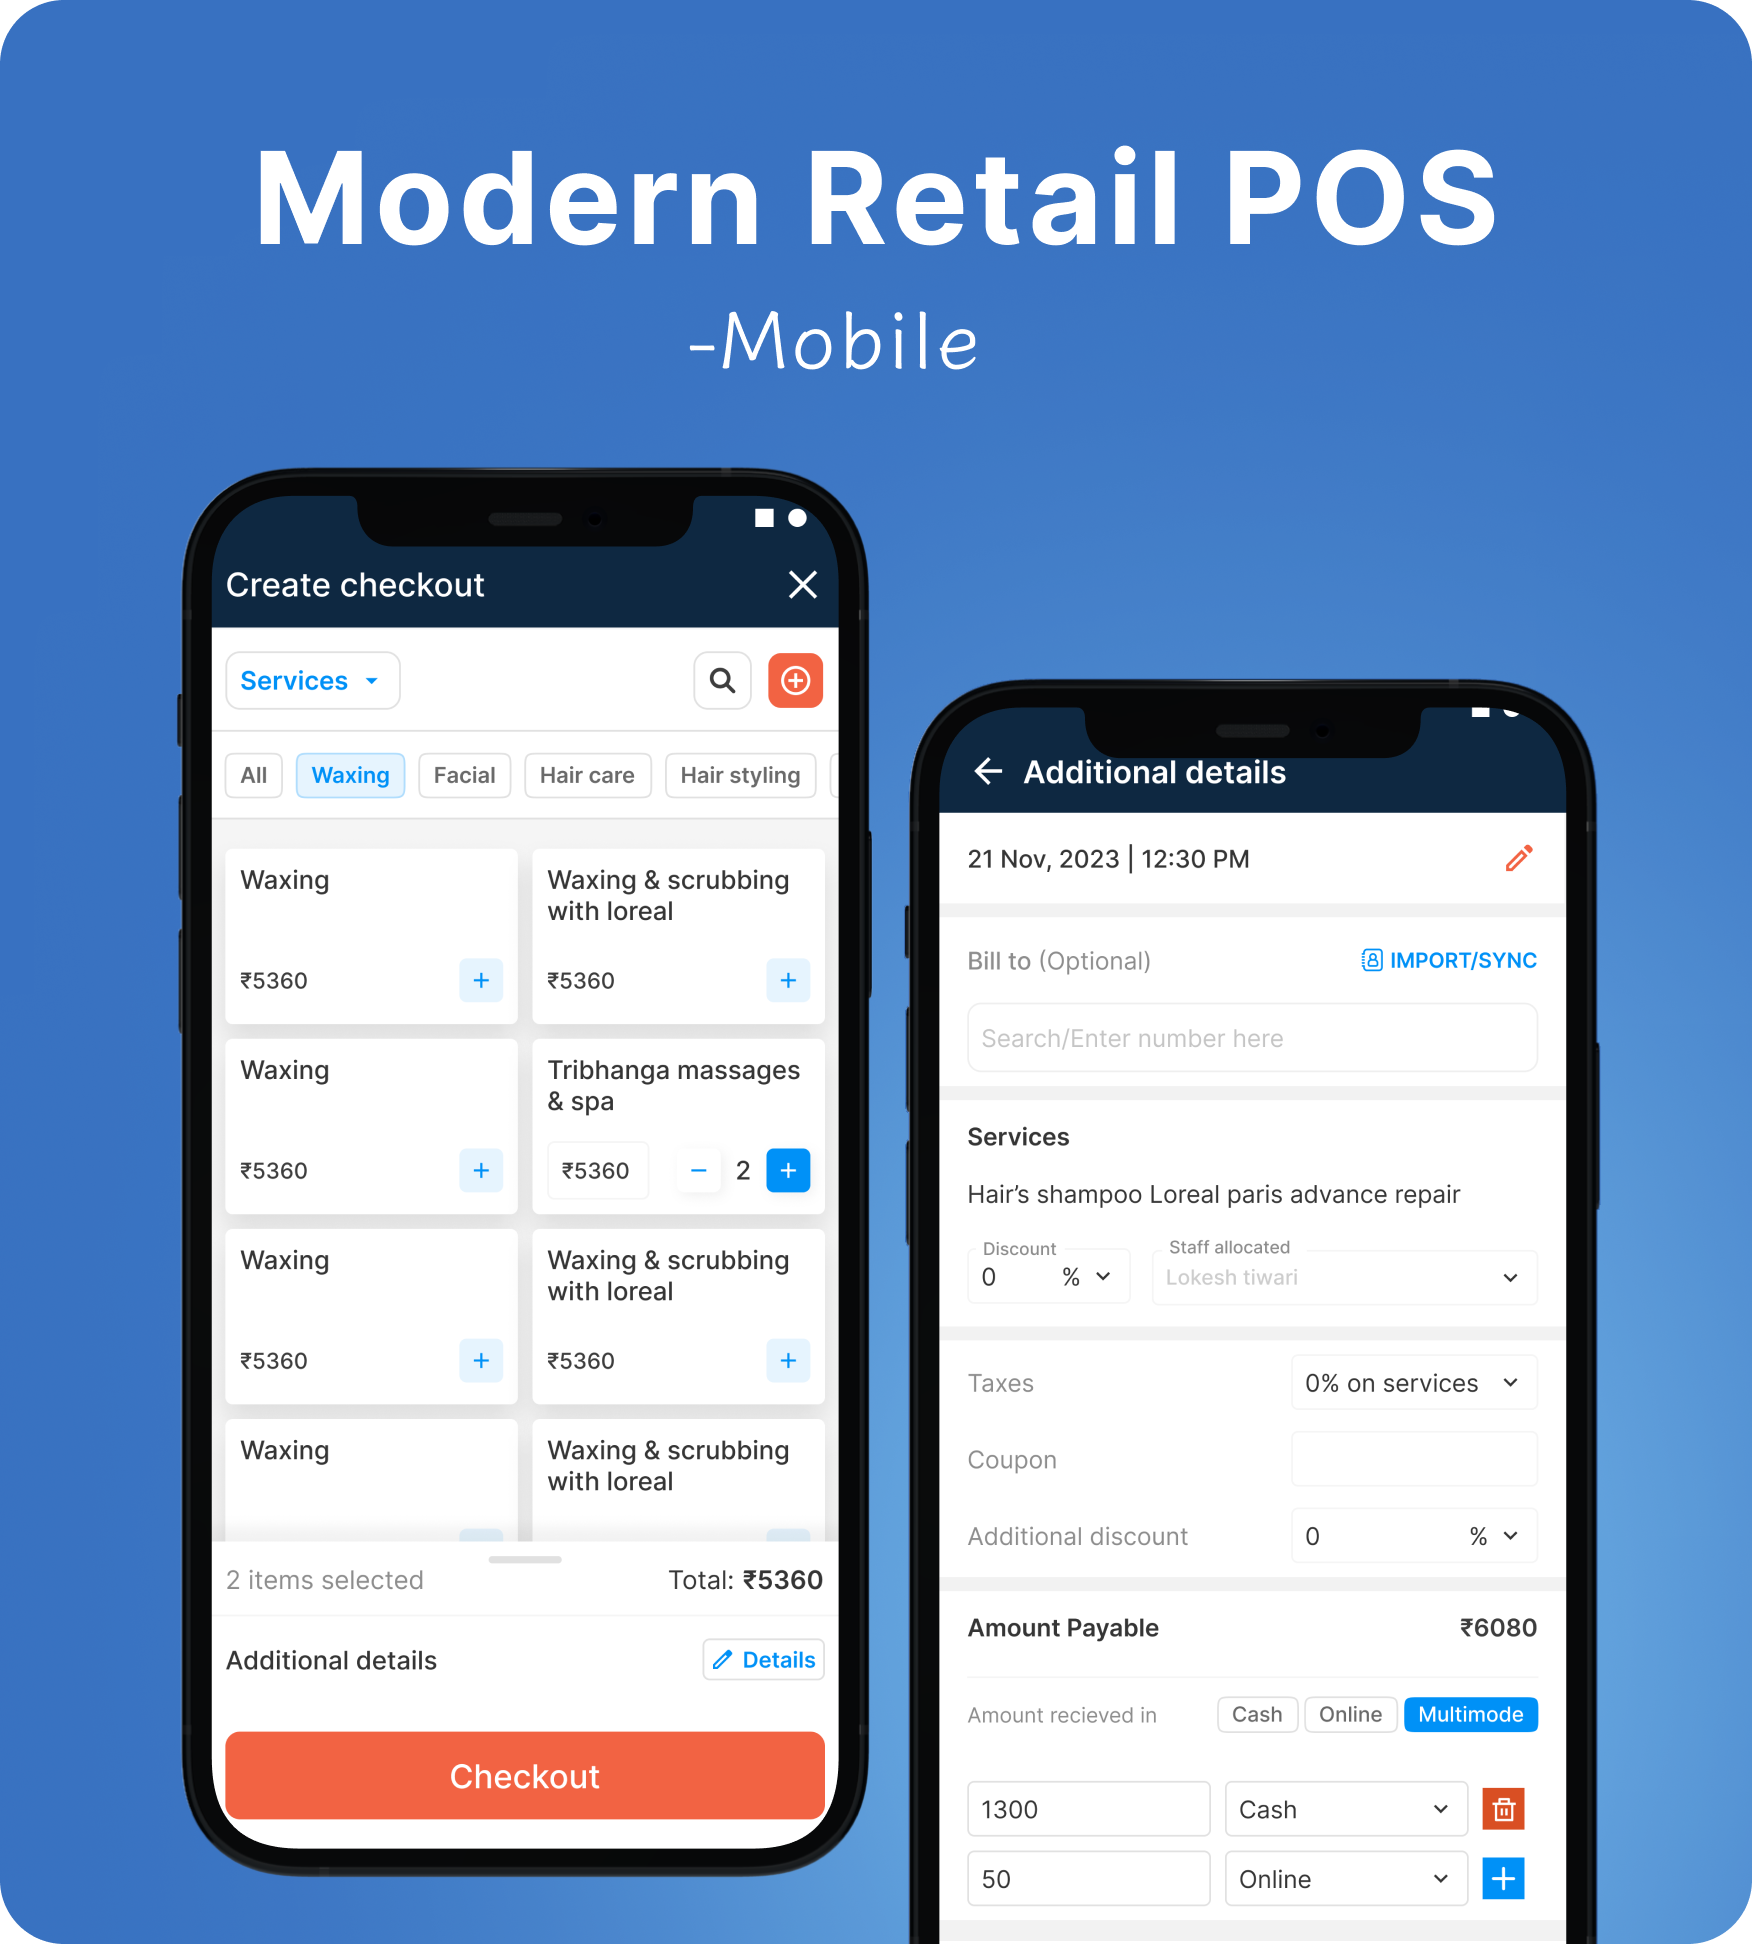 Modern Retail POS
-Mobile
Create checkout
Services
All Waxing Facial Hair care Hair styling
Waxing
₹5360
Waxing & scrubbing
with loreal
₹5360
Waxing
₹5360
Tribhanga massages
& spa
₹5360 2
Waxing
₹5360
Waxing & scrubbing
with loreal
₹5360
Waxing
Waxing & scrubbing
with loreal
2 items selected Total: ₹5360
Additional details Details
Checkout
Additional details
21 Nov, 2023 | 12:30 PM
Bill to (Optional) IMPORT/SYNC
Search/Enter number here
Services
Hair’s shampoo Loreal paris advance repair
Discount
0 %
Staff allocated
Lokesh tiwari
Taxes 0% on services
Coupon
Additional discount 0 %
Amount Payable ₹6080
Amount recieved in Cash Online Multimode
1300 Cash
50 Online